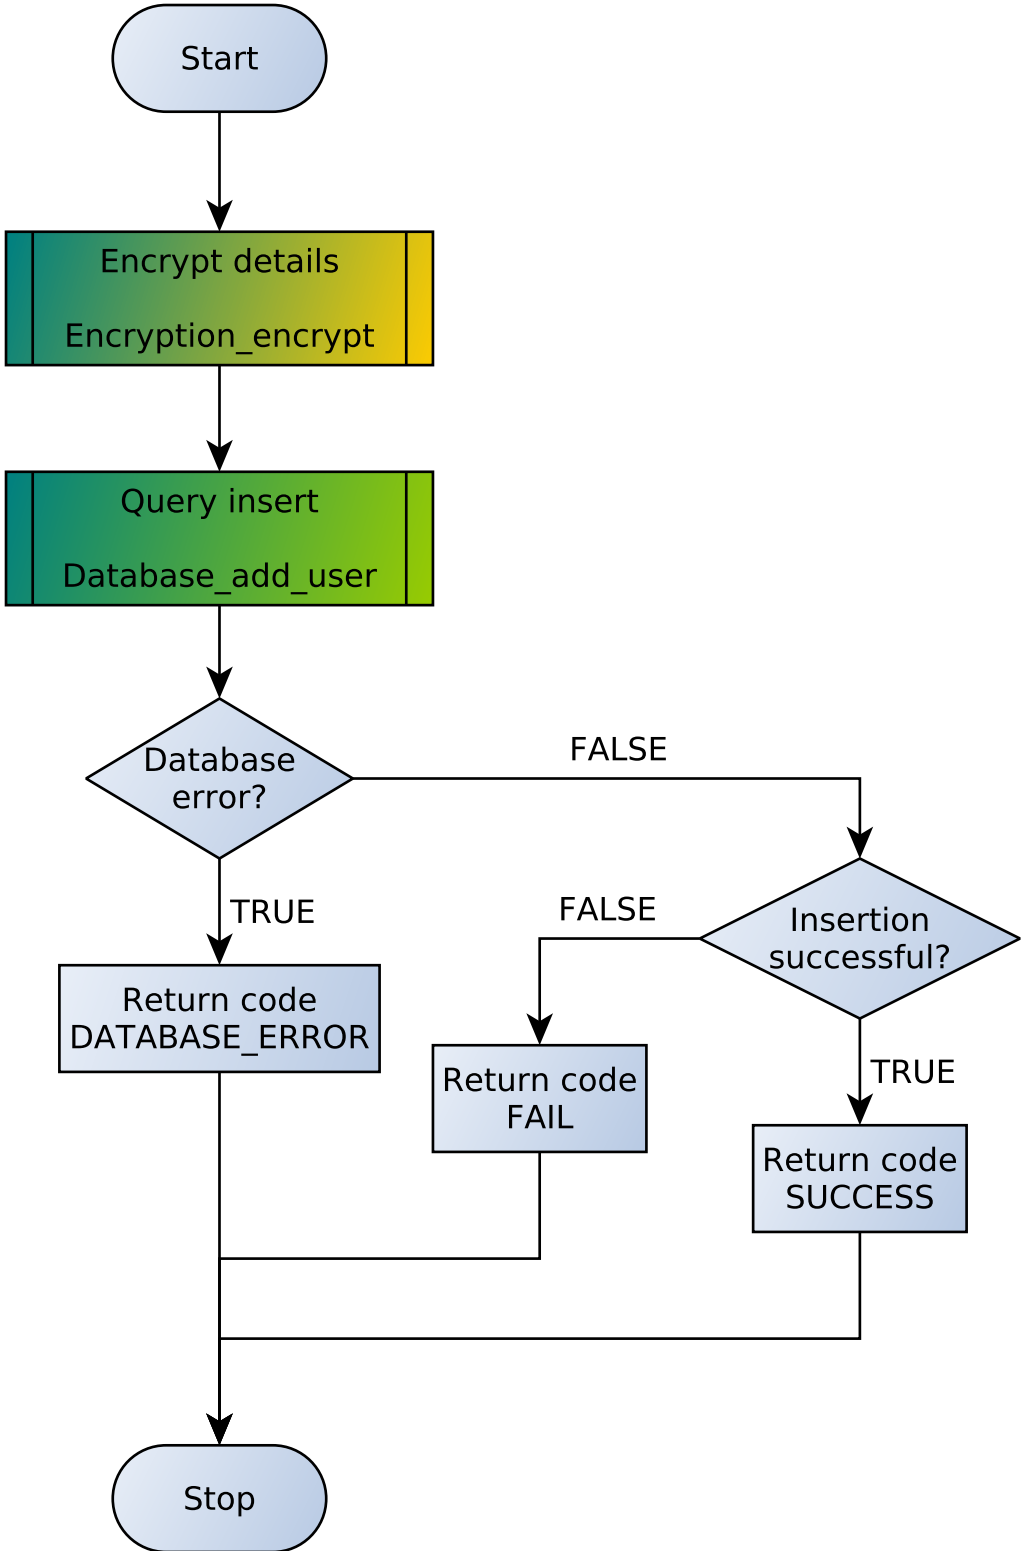 Start
Encrypt details
Encryption_encrypt
Query insert
Database_add_user
Database
error?
FALSE
TRUE
FALSE
Insertion
successful?
Return code
DATABASE_ERROR
Return code
FAIL
TRUE
Return code
SUCCESS
Stop